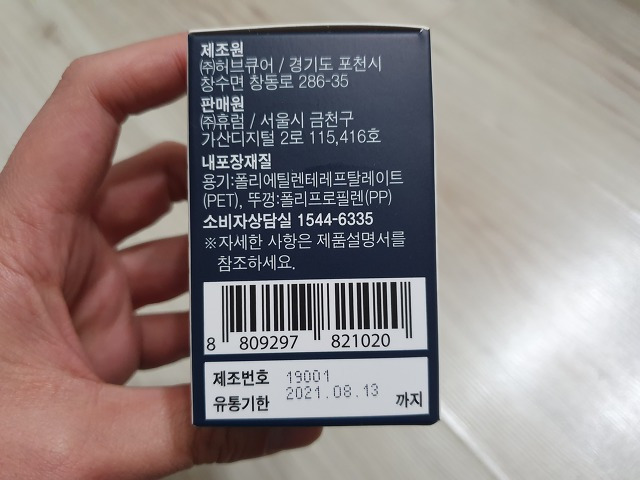 제조원
㈜허브큐어 / 경기도 포천시
창수면 창동로 286-35
판매원
㈜휴럼 / 서울시 금천구
가산디지털 2로 115,416호
내포장재질
용기:폴리에틸렌테레프탈레이트
(PET), 뚜껑:폴리프로필렌(PP)
소비자상담실 1544-6335
※자세한 사항은 제품설명서를
참조하세요.
8 809297 821020
제조번호 19001
유통기한 2021.08.13 까지